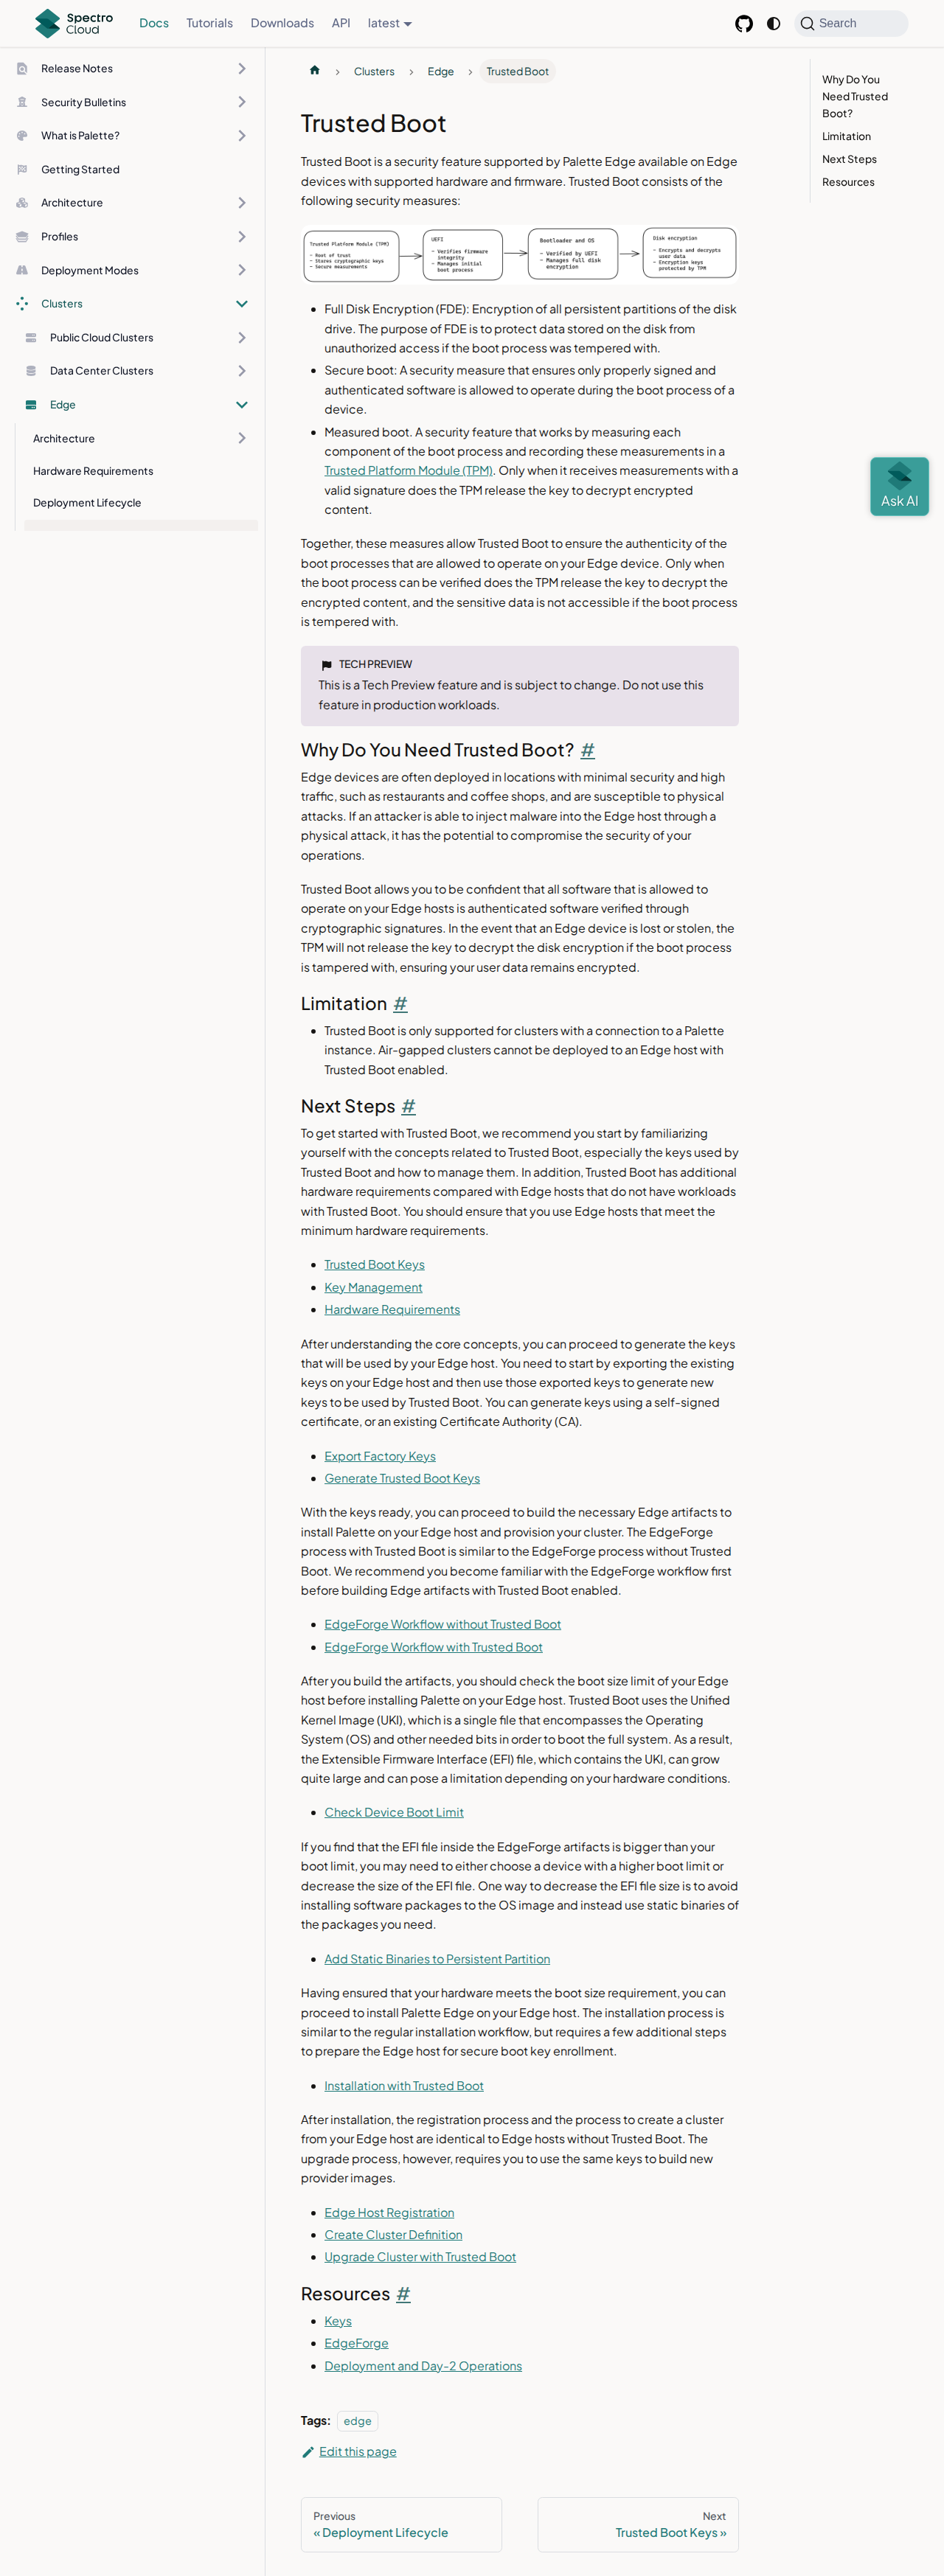 Spectro Cloud
Docs
Tutorials
Downloads
API
latest
Search
Release Notes
Security Bulletins
What is Palette?
Getting Started
Architecture
Profiles
Deployment Modes
Clusters
Public Cloud Clusters
Data Center Clusters
Edge
Architecture
Hardware Requirements
Deployment Lifecycle
Clusters
Edge
Trusted Boot
Trusted Boot
Trusted Boot is a security feature supported by Palette Edge available on Edge
devices with supported hardware and firmware. Trusted Boot consists of the
following security measures:
Trusted Platform Module (TPM)
- Root of trust
- Stores cryptographic keys
- Secure measurements
UEFI
- Verifies firmware
integrity
- Manages initial
boot process
Bootloader and OS
- Verified by UEFI
- Manages full disk
encryption
Disk encryption
- Encrypts and decrypts
user data
- Encryption keys
protected by TPM
Full Disk Encryption (FDE): Encryption of all persistent partitions of the disk
drive. The purpose of FDE is to protect data stored on the disk from
unauthorized access if the boot process was tempered with.
Secure boot: A security measure that ensures only properly signed and
authenticated software is allowed to operate during the boot process of a
device.
Measured boot. A security feature that works by measuring each
component of the boot process and recording these measurements in a
Trusted Platform Module (TPM). Only when it receives measurements with a
valid signature does the TPM release the key to decrypt encrypted
content.
Together, these measures allow Trusted Boot to ensure the authenticity of the
boot processes that are allowed to operate on your Edge device. Only when
the boot process can be verified does the TPM release the key to decrypt the
encrypted content, and the sensitive data is not accessible if the boot process
is tempered with.
TECH PREVIEW
This is a Tech Preview feature and is subject to change. Do not use this
feature in production workloads.
Why Do You Need Trusted Boot? #
Edge devices are often deployed in locations with minimal security and high
traffic, such as restaurants and coffee shops, and are susceptible to physical
attacks. If an attacker is able to inject malware into the Edge host through a
physical attack, it has the potential to compromise the security of your
operations.
Trusted Boot allows you to be confident that all software that is allowed to
operate on your Edge hosts is authenticated software verified through
cryptographic signatures. In the event that an Edge device is lost or stolen, the
TPM will not release the key to decrypt the disk encryption if the boot process
is tampered with, ensuring your user data remains encrypted.
Limitation #
Trusted Boot is only supported for clusters with a connection to a Palette
instance. Air-gapped clusters cannot be deployed to an Edge host with
Trusted Boot enabled.
Next Steps #
To get started with Trusted Boot, we recommend you start by familiarizing
yourself with the concepts related to Trusted Boot, especially the keys used by
Trusted Boot and how to manage them. In addition, Trusted Boot has additional
hardware requirements compared with Edge hosts that do not have workloads
with Trusted Boot. You should ensure that you use Edge hosts that meet the
minimum hardware requirements.
Trusted Boot Keys
Key Management
Hardware Requirements
After understanding the core concepts, you can proceed to generate the keys
that will be used by your Edge host. You need to start by exporting the existing
keys on your Edge host and then use those exported keys to generate new
keys to be used by Trusted Boot. You can generate keys using a self-signed
certificate, or an existing Certificate Authority (CA).
Export Factory Keys
Generate Trusted Boot Keys
With the keys ready, you can proceed to build the necessary Edge artifacts to
install Palette on your Edge host and provision your cluster. The EdgeForge
process with Trusted Boot is similar to the EdgeForge process without Trusted
Boot. We recommend you become familiar with the EdgeForge workflow first
before building Edge artifacts with Trusted Boot enabled.
EdgeForge Workflow without Trusted Boot
EdgeForge Workflow with Trusted Boot
After you build the artifacts, you should check the boot size limit of your Edge
host before installing Palette on your Edge host. Trusted Boot uses the Unified
Kernel Image (UKI), which is a single file that encompasses the Operating
System (OS) and other needed bits in order to boot the full system. As a result,
the Extensible Firmware Interface (EFI) file, which contains the UKI, can grow
quite large and can pose a limitation depending on your hardware conditions.
Check Device Boot Limit
If you find that the EFI file inside the EdgeForge artifacts is bigger than your
boot limit, you may need to either choose a device with a higher boot limit or
decrease the size of the EFI file. One way to decrease the EFI file size is to avoid
installing software packages to the OS image and instead use static binaries of
the packages you need.
Add Static Binaries to Persistent Partition
Having ensured that your hardware meets the boot size requirement, you can
proceed to install Palette Edge on your Edge host. The installation process is
similar to the regular installation workflow, but requires a few additional steps
to prepare the Edge host for secure boot key enrollment.
Installation with Trusted Boot
After installation, the registration process and the process to create a cluster
from your Edge host are identical to Edge hosts without Trusted Boot. The
upgrade process, however, requires you to use the same keys to build new
provider images.
Edge Host Registration
Create Cluster Definition
Upgrade Cluster with Trusted Boot
Resources #
Keys
EdgeForge
Deployment and Day-2 Operations
Tags: edge
Edit this page
Previous
« Deployment Lifecycle
Next
Trusted Boot Keys »
Why Do You
Need Trusted
Boot?
Limitation
Next Steps
Resources
Ask AI